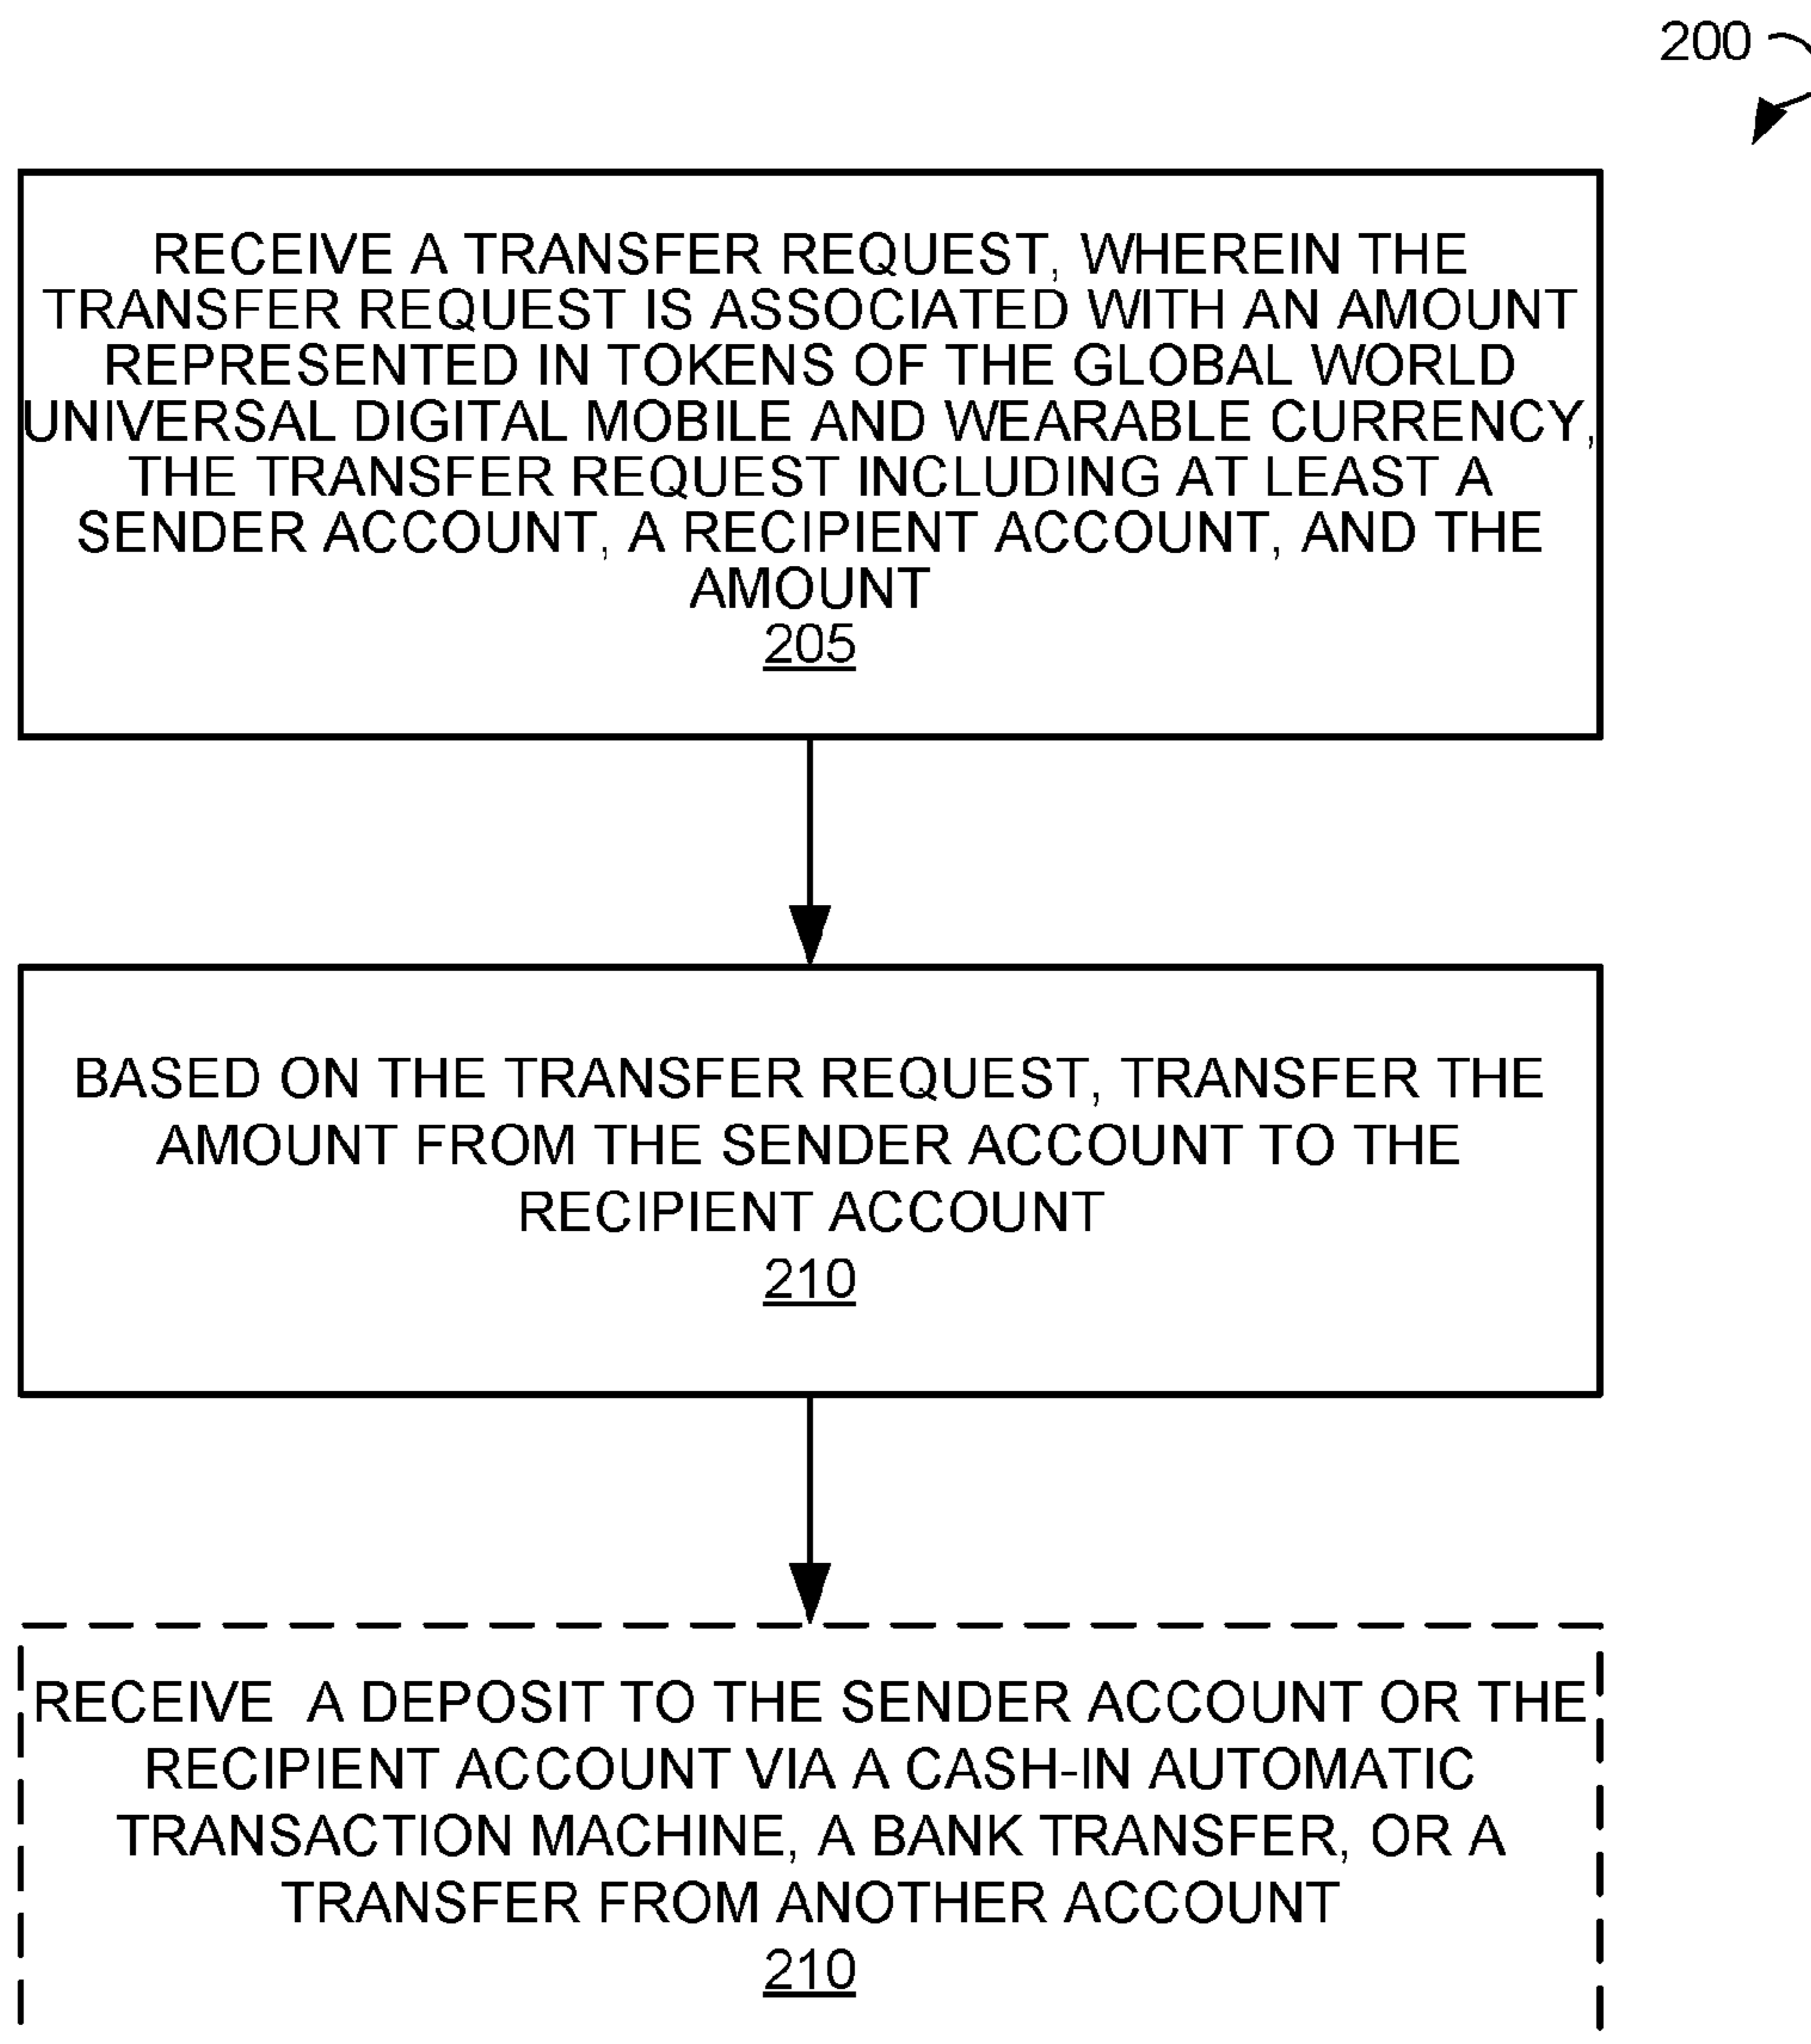 200
RECEIVE A TRANSFER REQUEST, WHEREIN THE
TRANSFER REQUEST IS ASSOCIATED WITH AN AMOUNT
REPRESENTED IN TOKENS OF THE GLOBAL WORLD
UNIVERSAL DIGITAL MOBILE AND WEARABLE CURRENCY,
THE TRANSFER REQUEST INCLUDING AT LEAST A
SENDER ACCOUNT, A RECIPIENT ACCOUNT, AND THE
AMOUNT
205
BASED ON THE TRANSFER REQUEST, TRANSFER THE
AMOUNT FROM THE SENDER ACCOUNT TO THE
RECIPIENT ACCOUNT
210
RECEIVE A DEPOSIT TO THE SENDER ACCOUNT OR THE
RECIPIENT ACCOUNT VIA A CASH-IN AUTOMATIC
TRANSACTION MACHINE, A BANK TRANSFER, OR A
TRANSFER FROM ANOTHER ACCOUNT
210